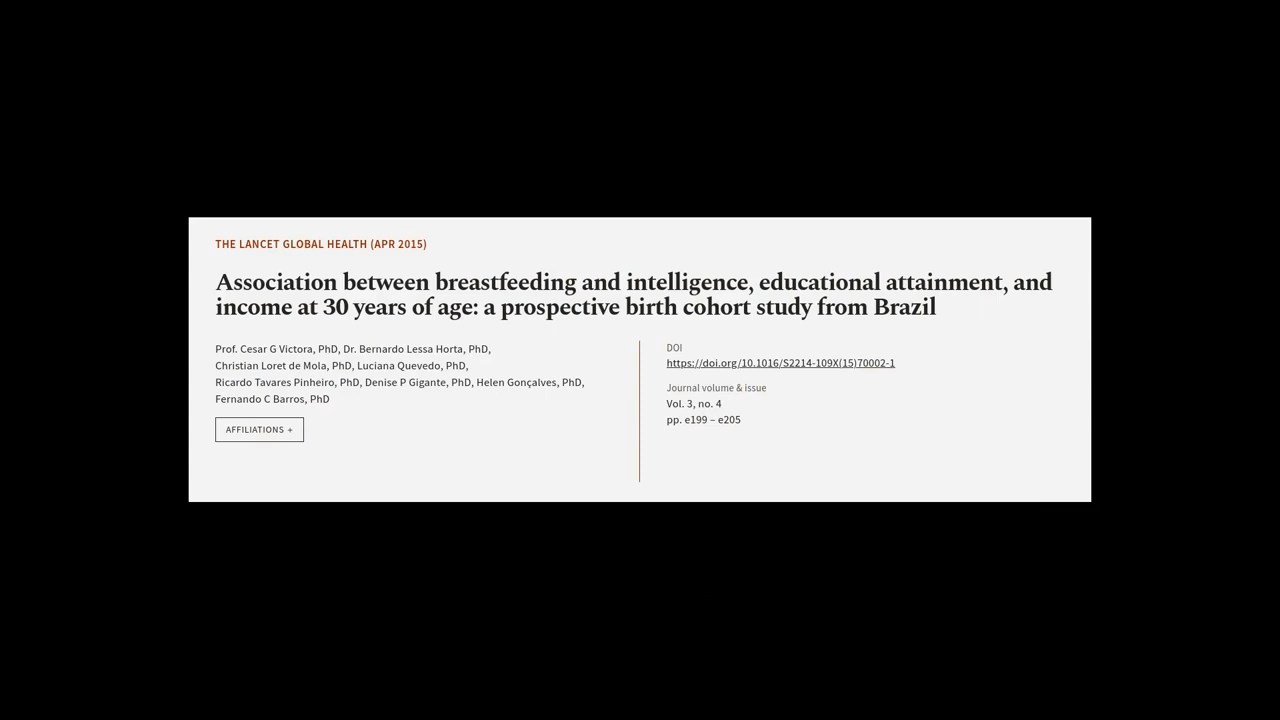 THE LANCET GLOBAL HEALTH (APR 2015)
Association between breastfeeding and intelligence, educational attainment, and
income at 30 years of age: a prospective birth cohort study from Brazil
Prof. Cesar G Victora, PhD, Dr. Bernardo Lessa Horta, PhD,
Christian Loret de Mola, PhD, Luciana Quevedo, PhD,
Ricardo Tavares Pinheiro, PhD, Denise P Gigante, PhD, Helen Gonçalves, PhD,
Fernando C Barros, PhD
AFFILIATIONS +
DOI
https://doi.org/10.1016/S2214-109X(15)70002-1
Journal volume & issue
Vol. 3, no. 4
pp. e199 – e205